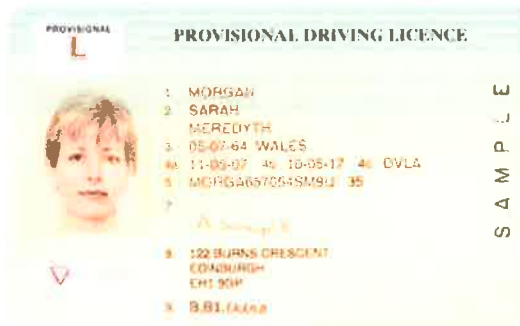 PROVISIONAL
L
PROVISIONAL DRIVING LICENCE
1. MORGAN
2. SARAH
MEREDYTH
3. 05-07-64 WALES
4a. 11-05-07 4b. 10-05-17 4c. DVLA
5. 35
7.
8. 122 BURNS CRESCENT
EDINBURGH
EH1 9GP
9. B,B1,
SAMPLE